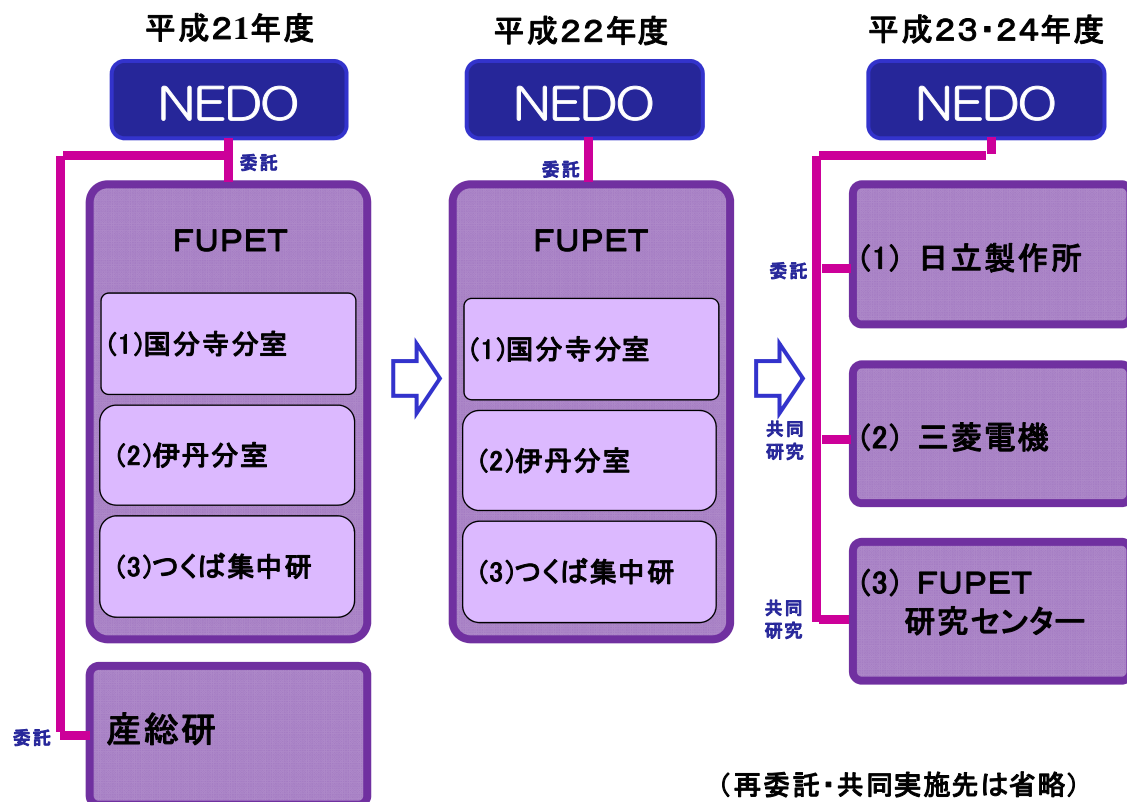 平成21年度
NEDO
委託
FUPET
(1)国分寺分室
(2)伊丹分室
(3)つくば集中研
委託
産総研
平成22年度
NEDO
委託
FUPET
(1)国分寺分室
(2)伊丹分室
(3)つくば集中研
平成23・24年度
NEDO
委託
(1) 日立製作所
共同
研究
(2) 三菱電機
共同
研究
(3) FUPET
研究センター
(再委託・共同実施先は省略)